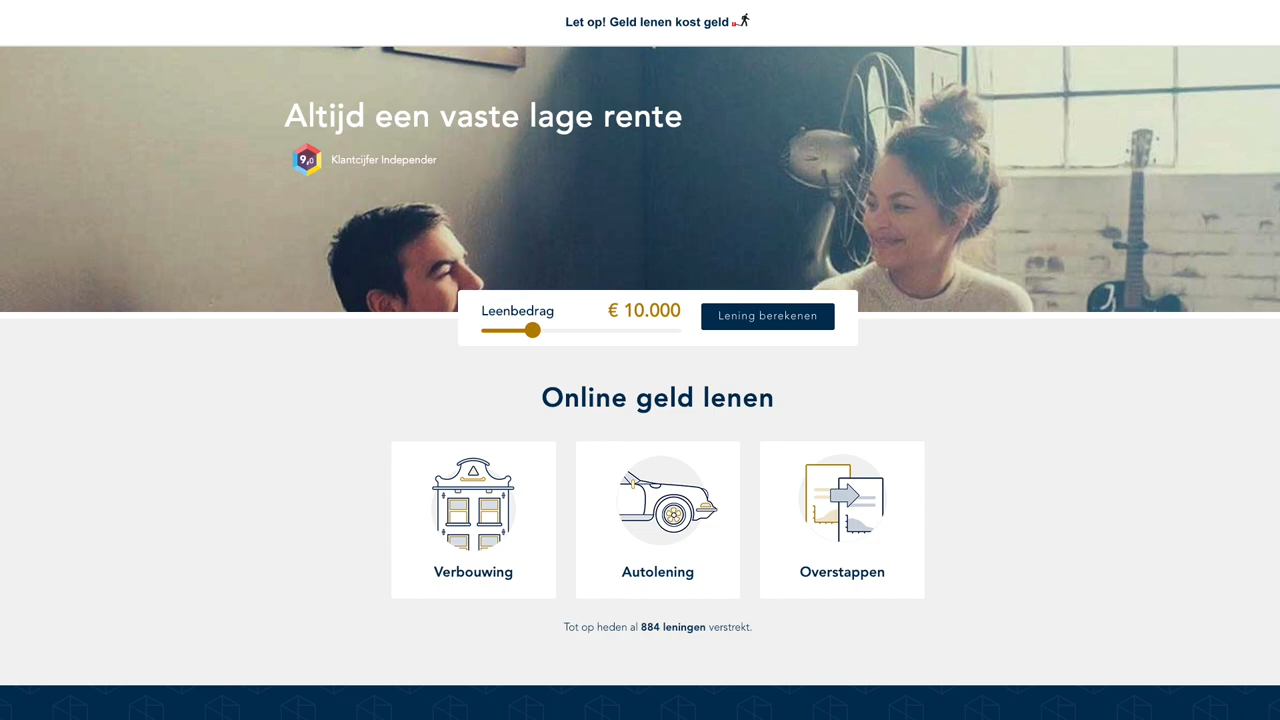 Let op! Geld lenen kost geld
Altijd een vaste lage rente
9,0 Klantcijfer Independer
Leenbedrag € 10.000 Lening berekenen
Online geld lenen
Verbouwing Autolening Overstappen
Tot op heden al 884 leningen verstrekt.